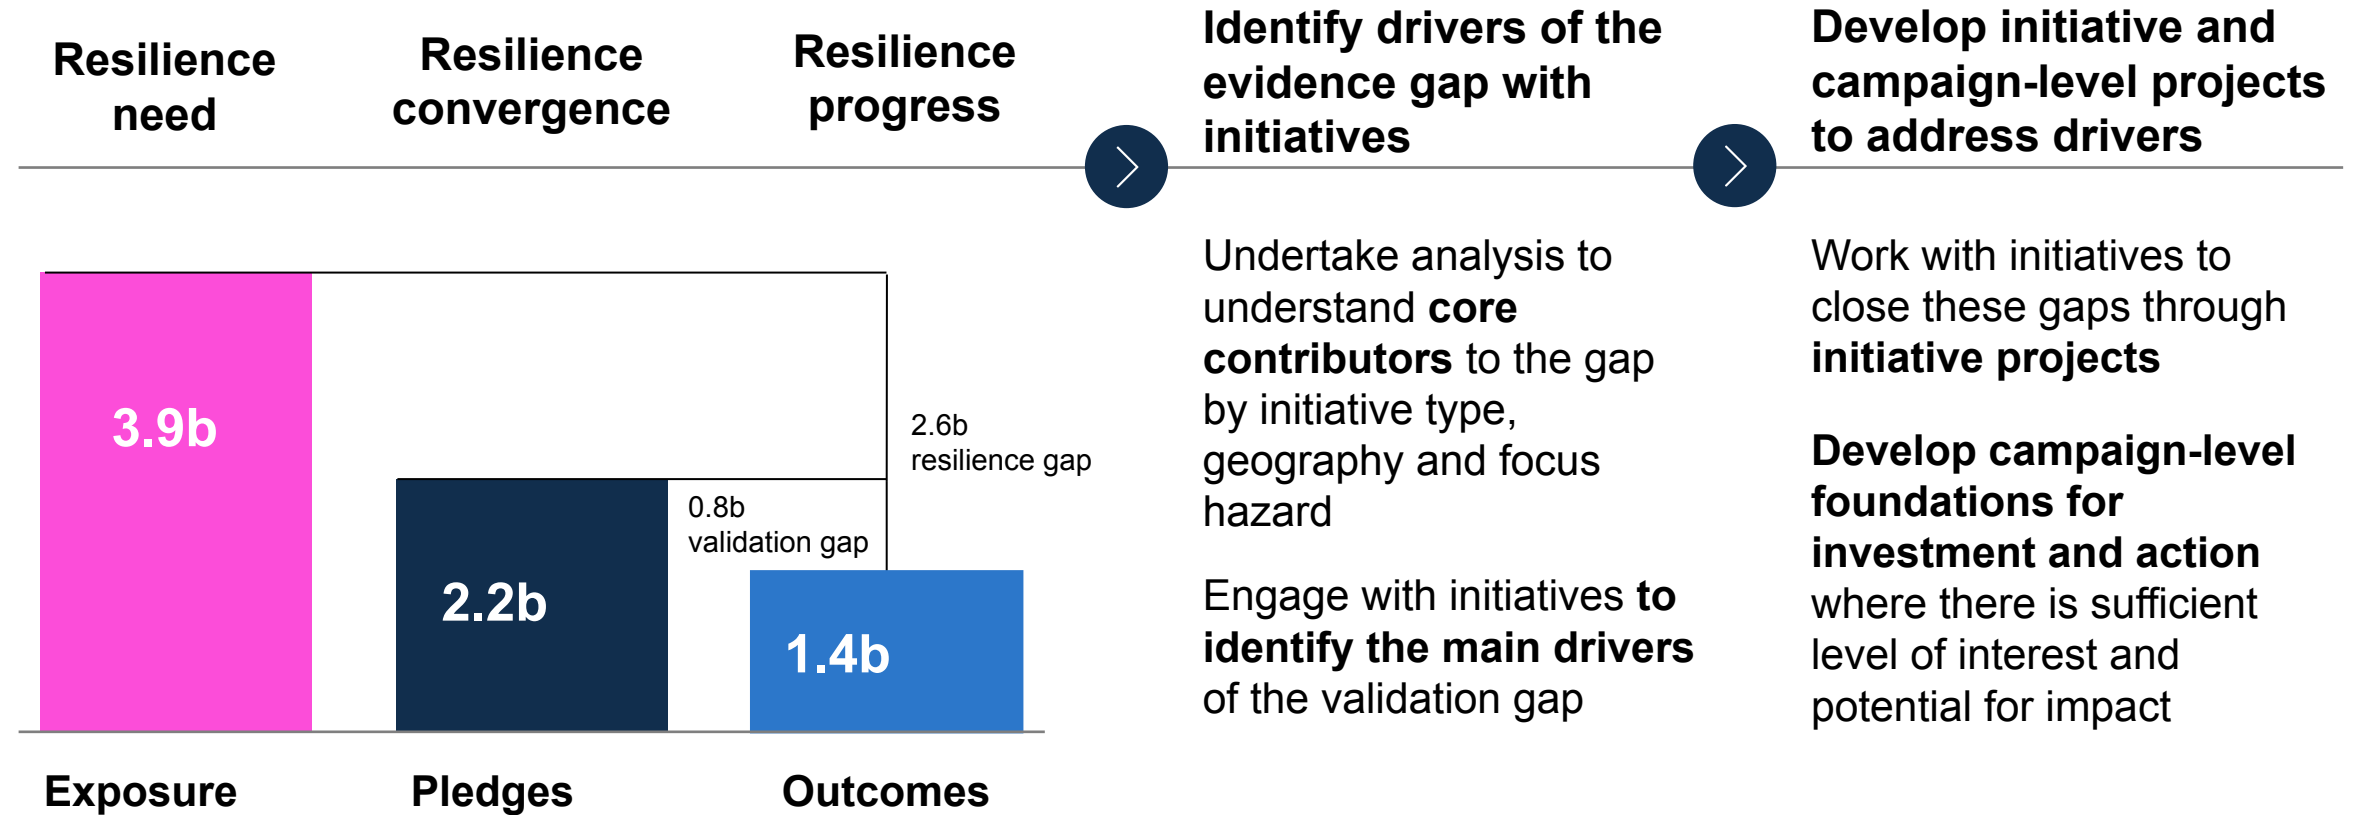 Resilience
need
Resilience
convergence
Resilience
progress
Identify drivers of the
evidence gap with
initiatives
Develop initiative and
campaign-level projects
to address drivers
3.9b
2.2b
1.4b
0.8b
validation gap
2.6b
resilience gap
Exposure
Pledges
Outcomes
Undertake analysis to
understand core
contributors to the gap
by initiative type,
geography and focus
hazard
Engage with initiatives to
identify the main drivers
of the validation gap
Work with initiatives to
close these gaps through
initiative projects
Develop campaign-level
foundations for
investment and action
where there is sufficient
level of interest and
potential for impact